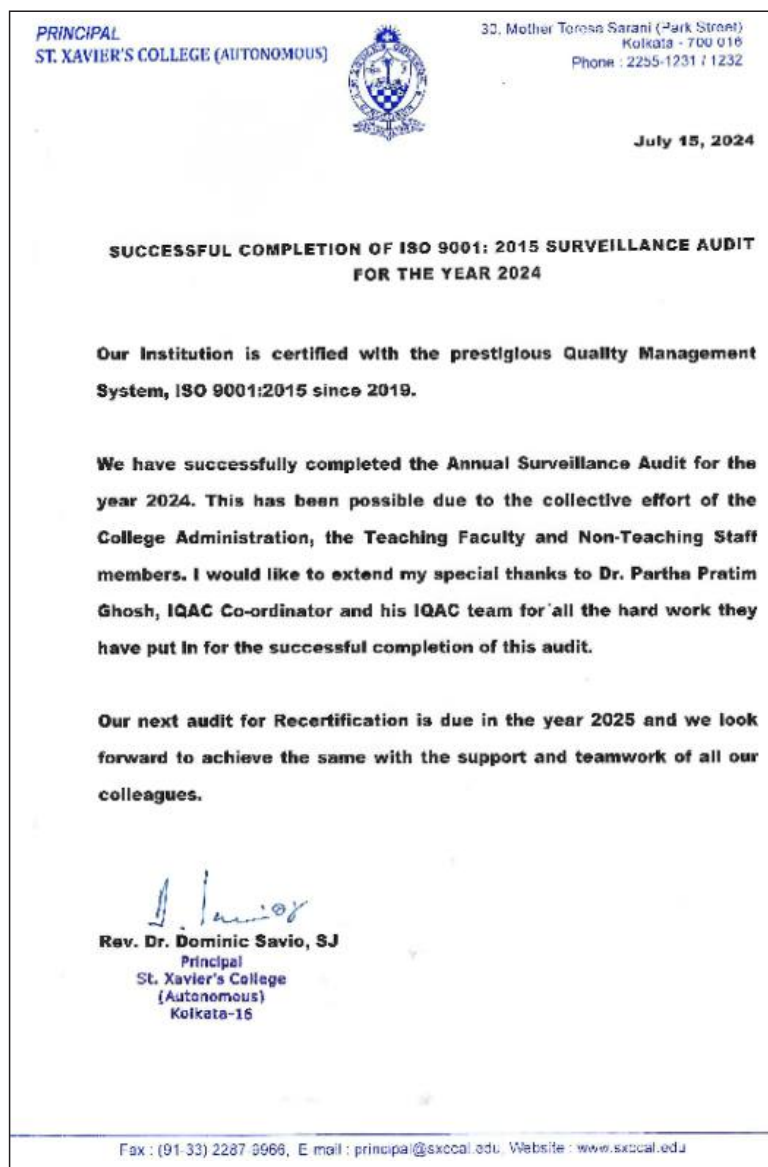 PRINCIPAL
ST. XAVIER'S COLLEGE (AUTONOMOUS)
30, Mother Teresa Sarani (Park Street)
Kolkata - 700 016
Phone : 2255-1231 / 1232
July 15, 2024
SUCCESSFUL COMPLETION OF ISO 9001: 2015 SURVEILLANCE AUDIT
FOR THE YEAR 2024
Our Institution is certified with the prestigious Quality Management
System, ISO 9001:2015 since 2019.
We have successfully completed the Annual Surveillance Audit for the
year 2024. This has been possible due to the collective effort of the
College Administration, the Teaching Faculty and Non-Teaching Staff
members. I would like to extend my special thanks to Dr. Partha Pratim
Ghosh, IQAC Co-ordinator and his IQAC team for all the hard work they
have put In for the successful completion of this audit.
Our next audit for Recertification is due in the year 2025 and we look
forward to achieve the same with the support and teamwork of all our
colleagues.
Rev. Dr. Dominic Savio, SJ
Principal
St. Xavier's College
(Autonomous)
Kolkata-16
Fax : (91-33) 2287-9966, E mail : principal@sxccal.edu, Website : www.sxccal.edu